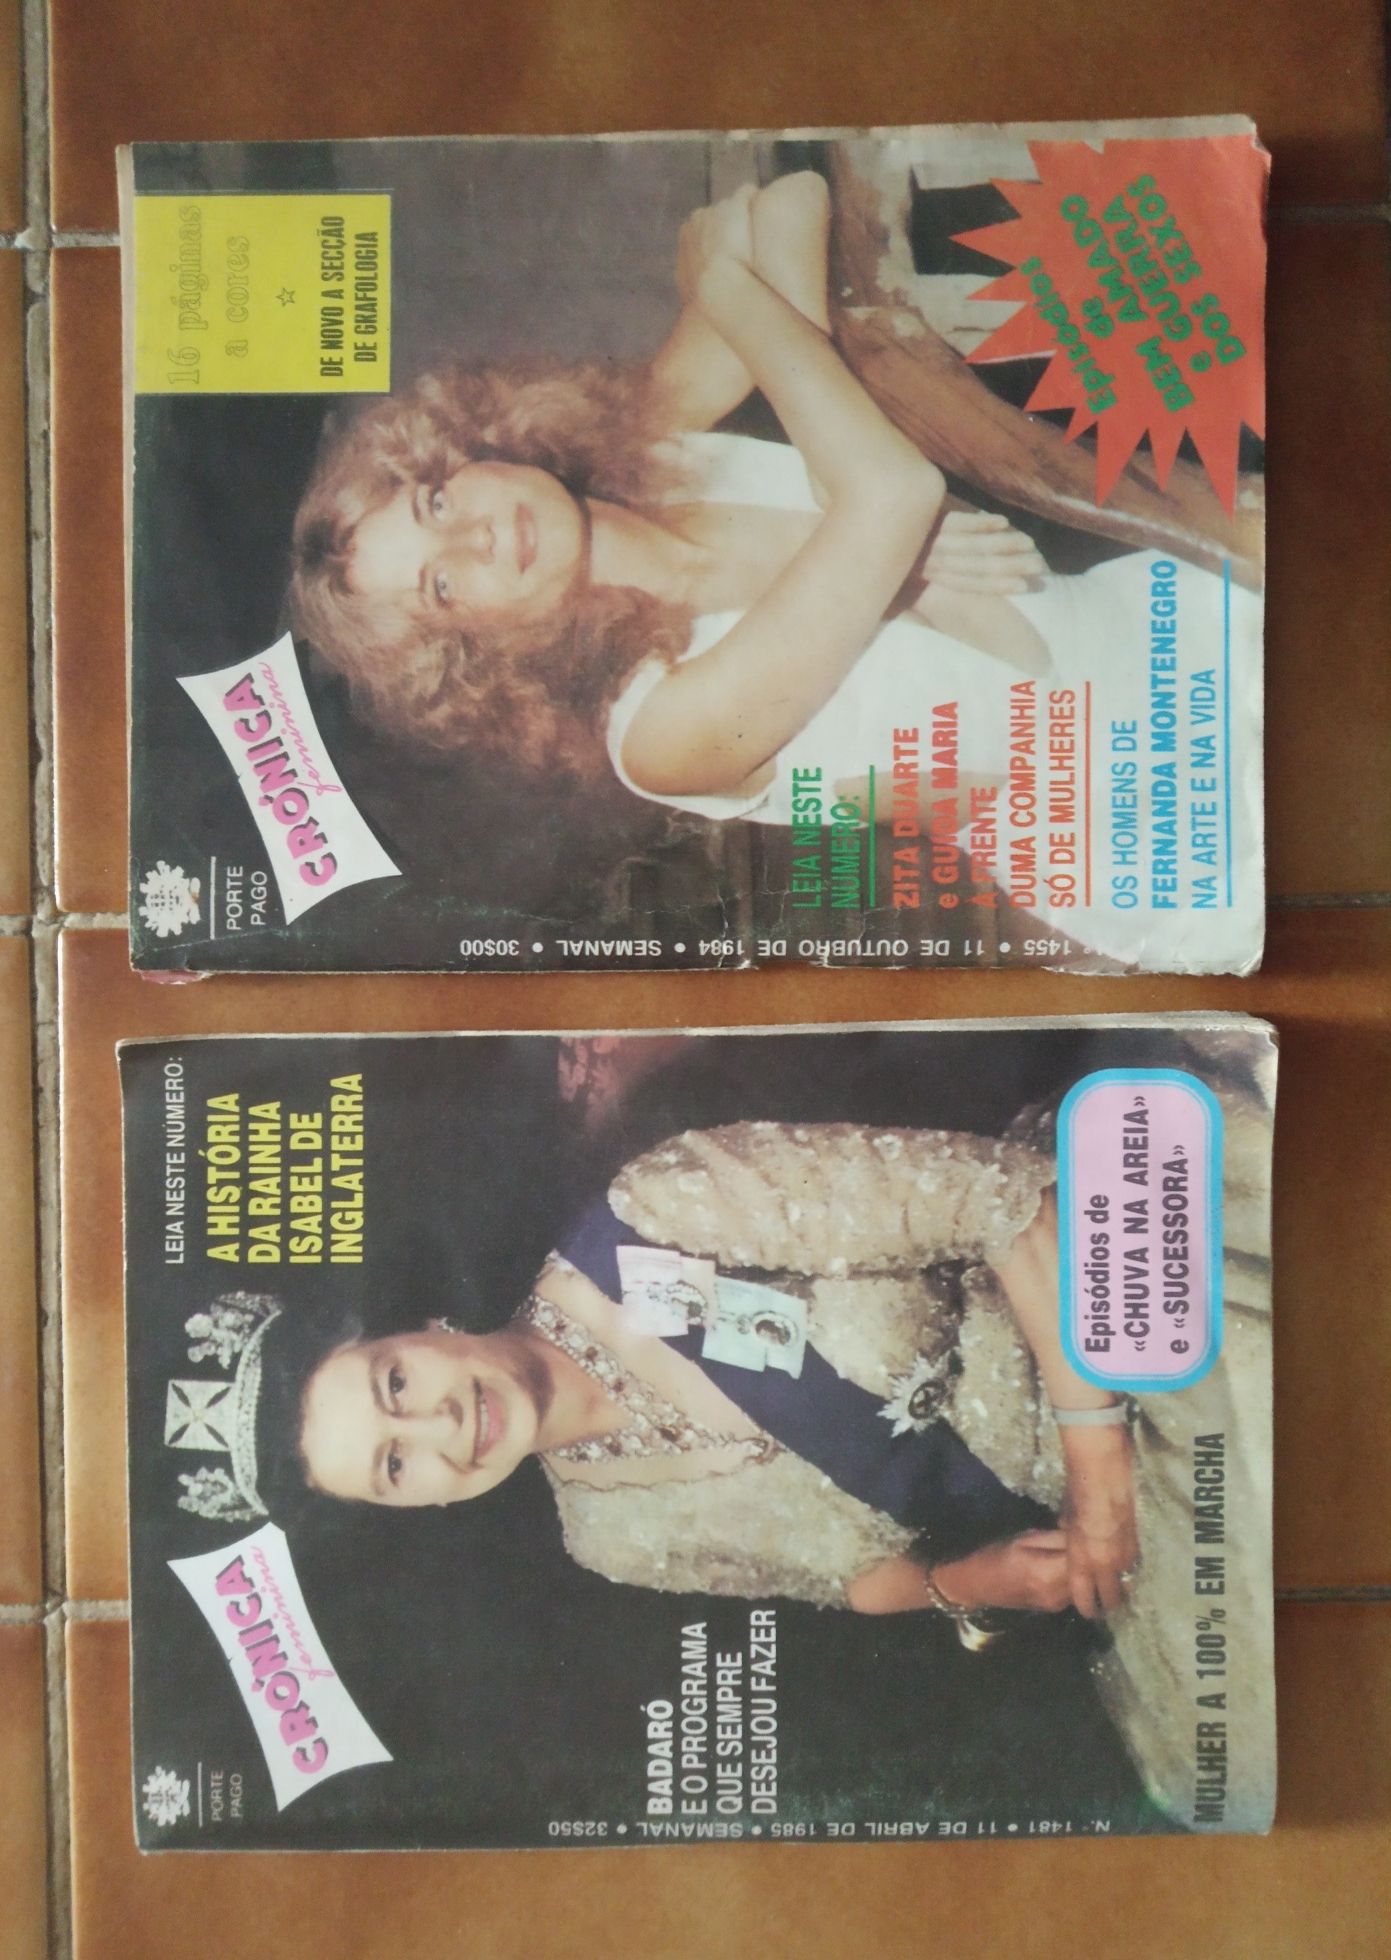 PORTE
PAGO
CRÓNICA
feminina
LEIA NESTE NÚMERO:
A HISTÓRIA
DA RAINHA
ISABEL DE
INGLATERRA
BADARÓ
E O PROGRAMA
QUE SEMPRE
DESEJOU FAZER
Episódios de
«CHUVA NA AREIA»
e «SUCESSORA»
MULHER A 100% EM MARCHA
N.º 1481 • 11 DE ABRIL DE 1985 • SEMANAL • 32$50
PORTE
PAGO
CRÓNICA
feminina
16 páginas
a cores
DE NOVO A SECÇÃO
DE GRAFOLOGIA
LEIA NESTE
NÚMERO:
ZITA DUARTE
e GUIDA MARIA
À FRENTE
DUMA COMPANHIA
SÓ DE MULHERES
OS HOMENS DE
FERNANDA MONTENEGRO
NA ARTE E NA VIDA
Episódios
de
AMADO
BEM AMADO
e GUERRA
DOS SEXOS
N.º 1455 • 11 DE OUTUBRO DE 1984 • SEMANAL • 30$00